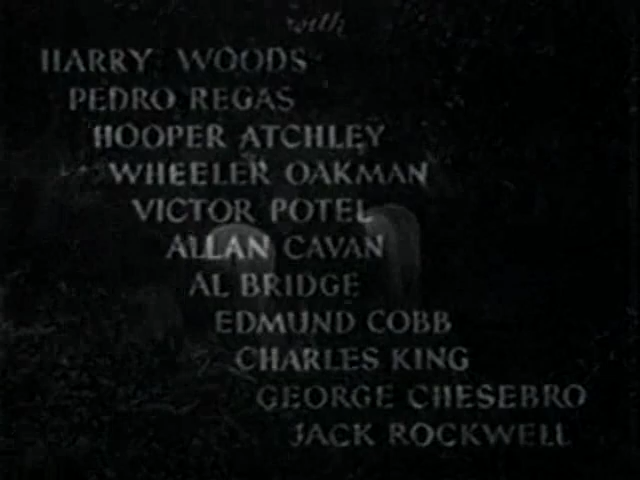 with
HARRY WOODS
PEDRO REGAS
HOOPER ATCHLEY
WHEELER OAKMAN
VICTOR POTEL
ALLAN CAVAN
AL BRIDGE
EDMUND COBB
CHARLES KING
GEORGE CHESEBRO
JACK ROCKWELL